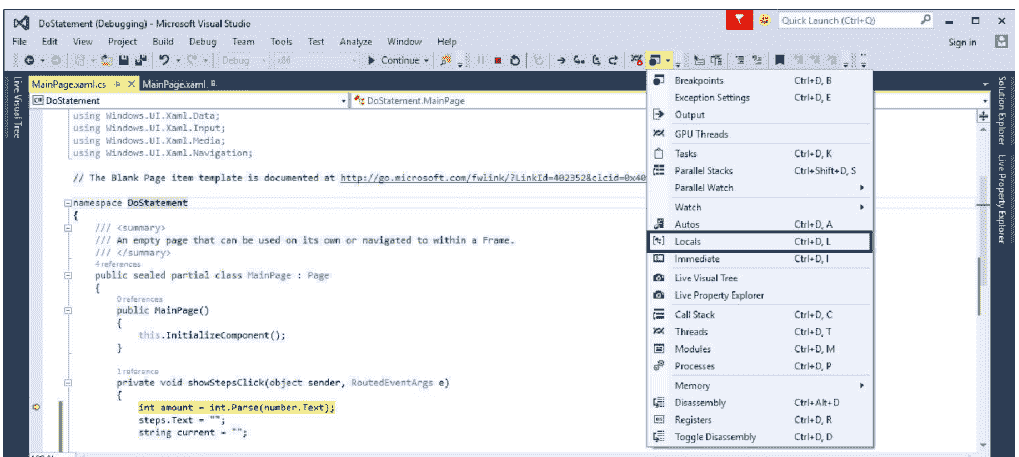 DoStatement (Debugging) - Microsoft Visual Studio
Quick Launch (Ctrl+Q)
File Edit View Project Build Debug Team Tools Test Analyze Window Help
Sign in
Debug x86 Continue
MainPage.xaml.cs MainPage.xaml
DoStatement
DoStatement.MainPage
Live Visual Tree
Solution Explorer
Live Property Explorer
using Windows.UI.Xaml.Data;
using Windows.UI.Xaml.Input;
using Windows.UI.Xaml.Media;
using Windows.UI.Xaml.Navigation;
// The Blank Page item template is documented at http://go.microsoft.com/fwlink/?LinkId=402352&clcid=0x40
namespace DoStatement
{
/// <summary>
/// An empty page that can be used on its own or navigated to within a Frame.
/// </summary>
4 references
public sealed partial class MainPage : Page
{
0 references
public MainPage()
{
this.InitializeComponent();
}
1 reference
private void showStepsClick(object sender, RoutedEventArgs e)
{
int amount = int.Parse(number.Text);
steps.Text = "";
string current = "";
Breakpoints Ctrl+D, B
Exception Settings Ctrl+D, E
Output
GPU Threads
Tasks Ctrl+D, K
Parallel Stacks Ctrl+Shift+D, S
Parallel Watch
Watch
Autos Ctrl+D, A
Locals Ctrl+D, L
Immediate Ctrl+D, I
Live Visual Tree
Live Property Explorer
Call Stack Ctrl+D, C
Threads Ctrl+D, T
Modules Ctrl+D, M
Processes Ctrl+D, P
Memory
Disassembly Ctrl+Alt+D
Registers Ctrl+D, R
Toggle Disassembly Ctrl+D, D